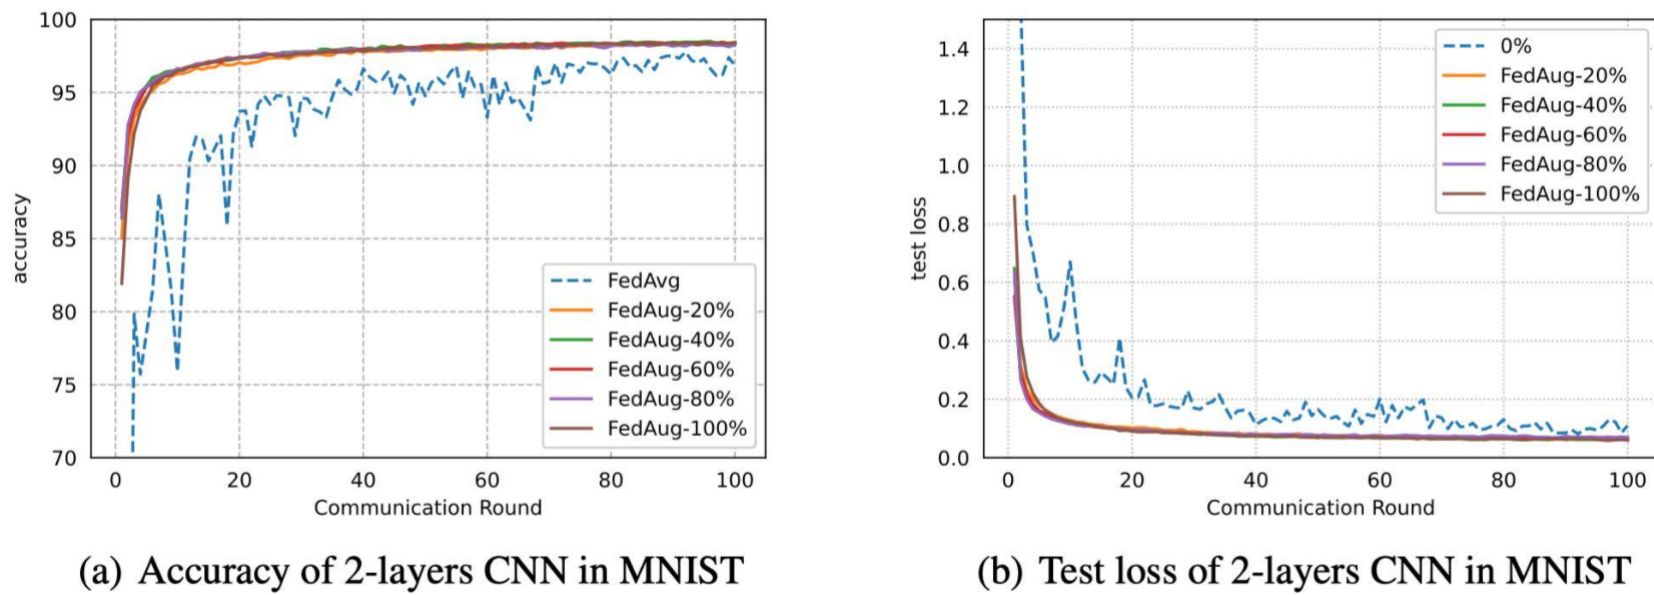 100
95
90
85
80
75
70
accuracy
0 20 40 60 80 100
Communication Round
FedAvg
FedAug-20%
FedAug-40%
FedAug-60%
FedAug-80%
FedAug-100%
(a) Accuracy of 2-layers CNN in MNIST
1.4
1.2
1.0
0.8
0.6
0.4
0.2
0.0
test loss
0 20 40 60 80 100
Communication Round
0%
FedAug-20%
FedAug-40%
FedAug-60%
FedAug-80%
FedAug-100%
(b) Test loss of 2-layers CNN in MNIST